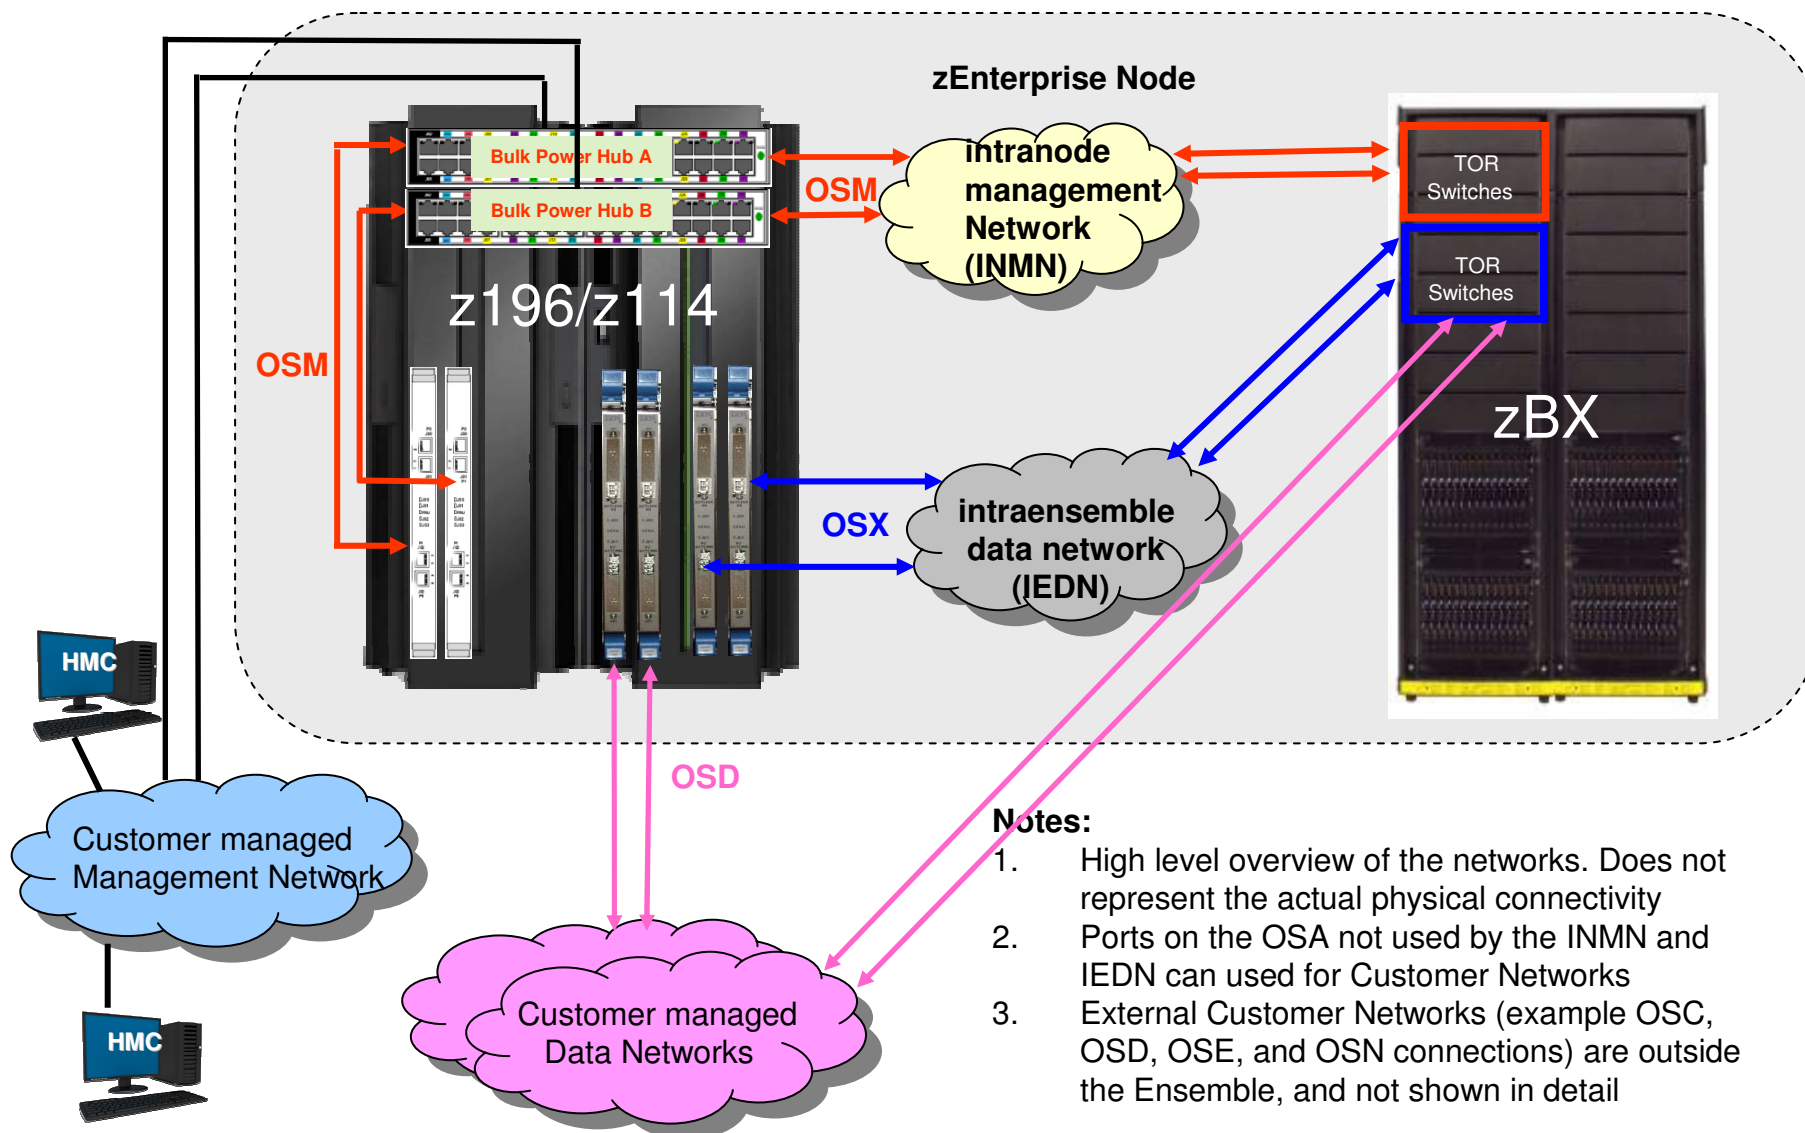 zEnterprise Node
Bulk Power Hub A
Bulk Power Hub B
OSM
intranode
management
Network
(INMN)
TOR
Switches
TOR
Switches
z196/z114
OSM
zBX
OSX
intraensemble
data network
(IEDN)
HMC
OSD
Customer managed
Management Network
HMC
Customer managed
Data Networks
Notes:
1. High level overview of the networks. Does not
represent the actual physical connectivity
2. Ports on the OSA not used by the INMN and
IEDN can used for Customer Networks
3. External Customer Networks (example OSC,
OSD, OSE, and OSN connections) are outside
the Ensemble, and not shown in detail